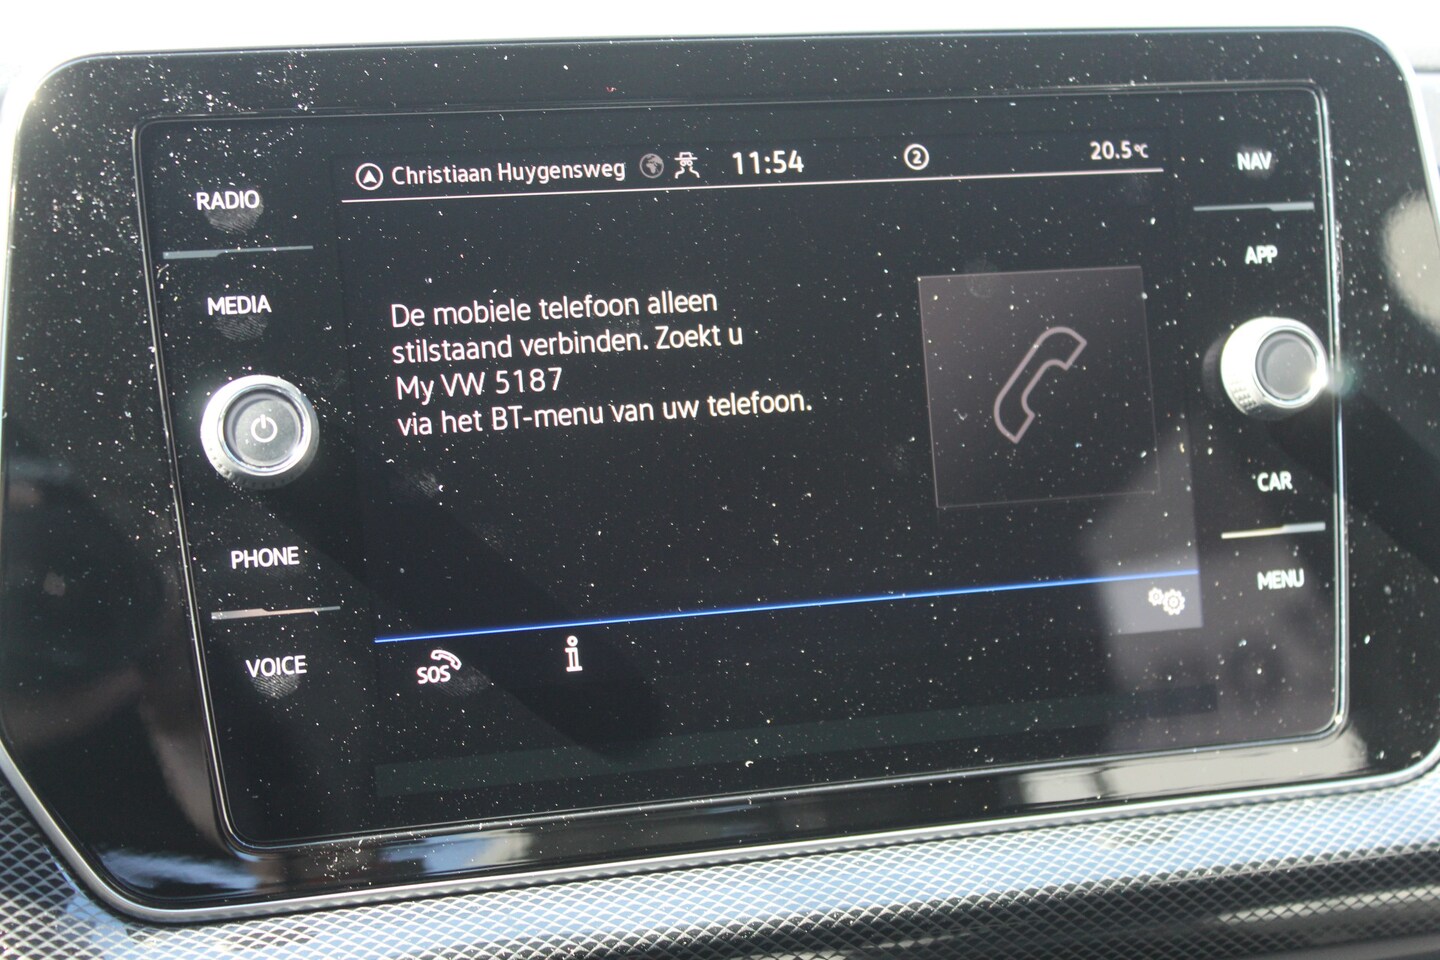 Christiaan Huygensweg 11:54 2 20.5°C
RADIO
MEDIA
PHONE
VOICE
De mobiele telefoon alleen
stilstaand verbinden. Zoekt u
My VW 5187
via het BT-menu van uw telefoon.
SOS
i
NAV
APP
CAR
MENU